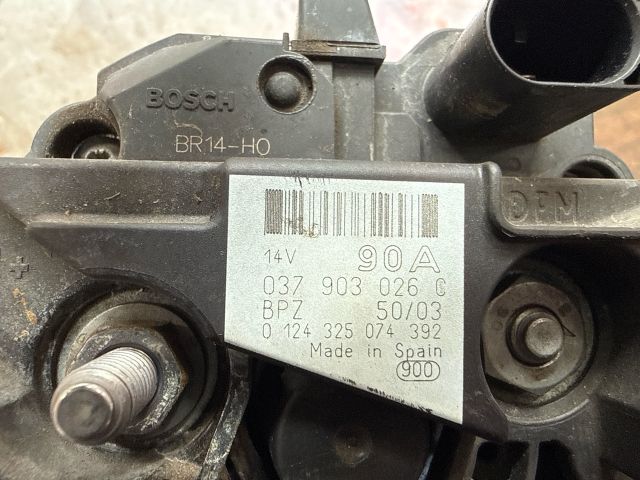 BOSCH
BR14-HO
DFM
+
14V 90A
037 903 026 C
BPZ 50/03
0 124 325 074 392
Made in Spain
900